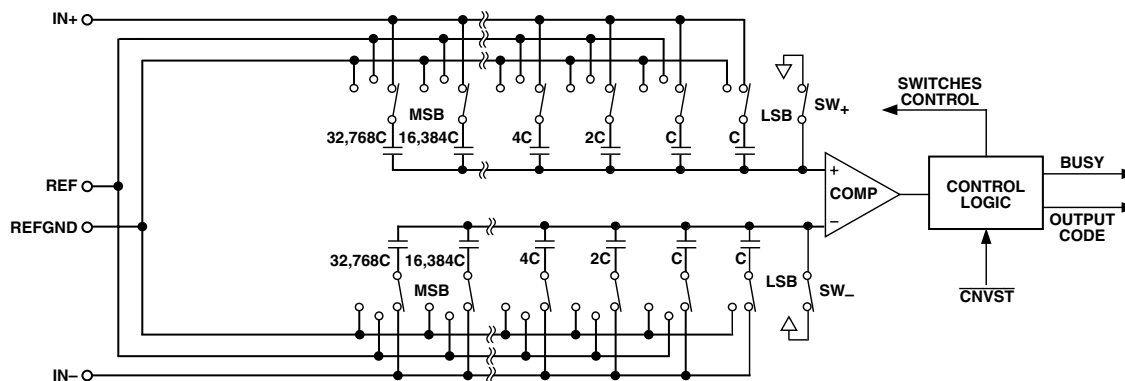 IN+
MSB
LSB
SW+
SWITCHES
CONTROL
32,768C 16,384C 4C 2C C C
REF
REFGND
+
COMP
–
CONTROL
LOGIC
BUSY
OUTPUT
CODE
32,768C 16,384C 4C 2C C C
MSB
LSB
SW–
CNVST
IN–